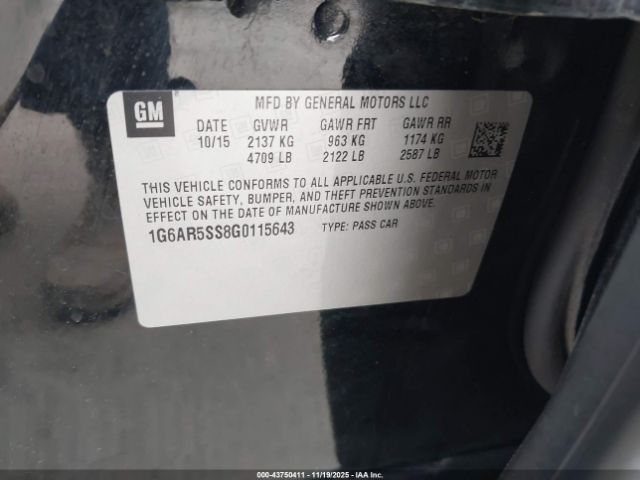 GM
MFD BY GENERAL MOTORS LLC
DATE GVWR GAWR FRT GAWR RR
10/15 2137 KG 963 KG 1174 KG
4709 LB 2122 LB 2587 LB
THIS VEHICLE CONFORMS TO ALL APPLICABLE U.S. FEDERAL MOTOR
VEHICLE SAFETY, BUMPER, AND THEFT PREVENTION STANDARDS IN
EFFECT ON THE DATE OF MANUFACTURE SHOWN ABOVE.
1G6AR5SS8G0115643 TYPE: PASS CAR
© -- 43750411 -- 11/19/2025 -- IAAI.COM